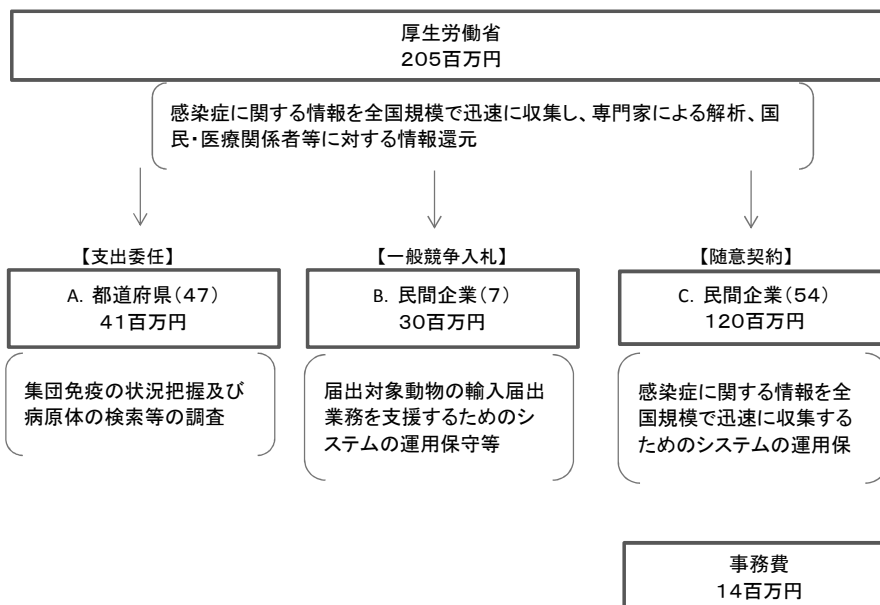 厚生労働省
205百万円
感染症に関する情報を全国規模で迅速に収集し、専門家による解析、国
民・医療関係者等に対する情報還元
【支出委任】
A. 都道府県(47)
41百万円
集団免疫の状況把握及び
病原体の検索等の調査
【一般競争入札】
B. 民間企業(7)
30百万円
届出対象動物の輸入届出
業務を支援するためのシ
ステムの運用保守等
【随意契約】
C. 民間企業(54)
120百万円
感染症に関する情報を全
国規模で迅速に収集する
ためのシステムの運用保
事務費
14百万円